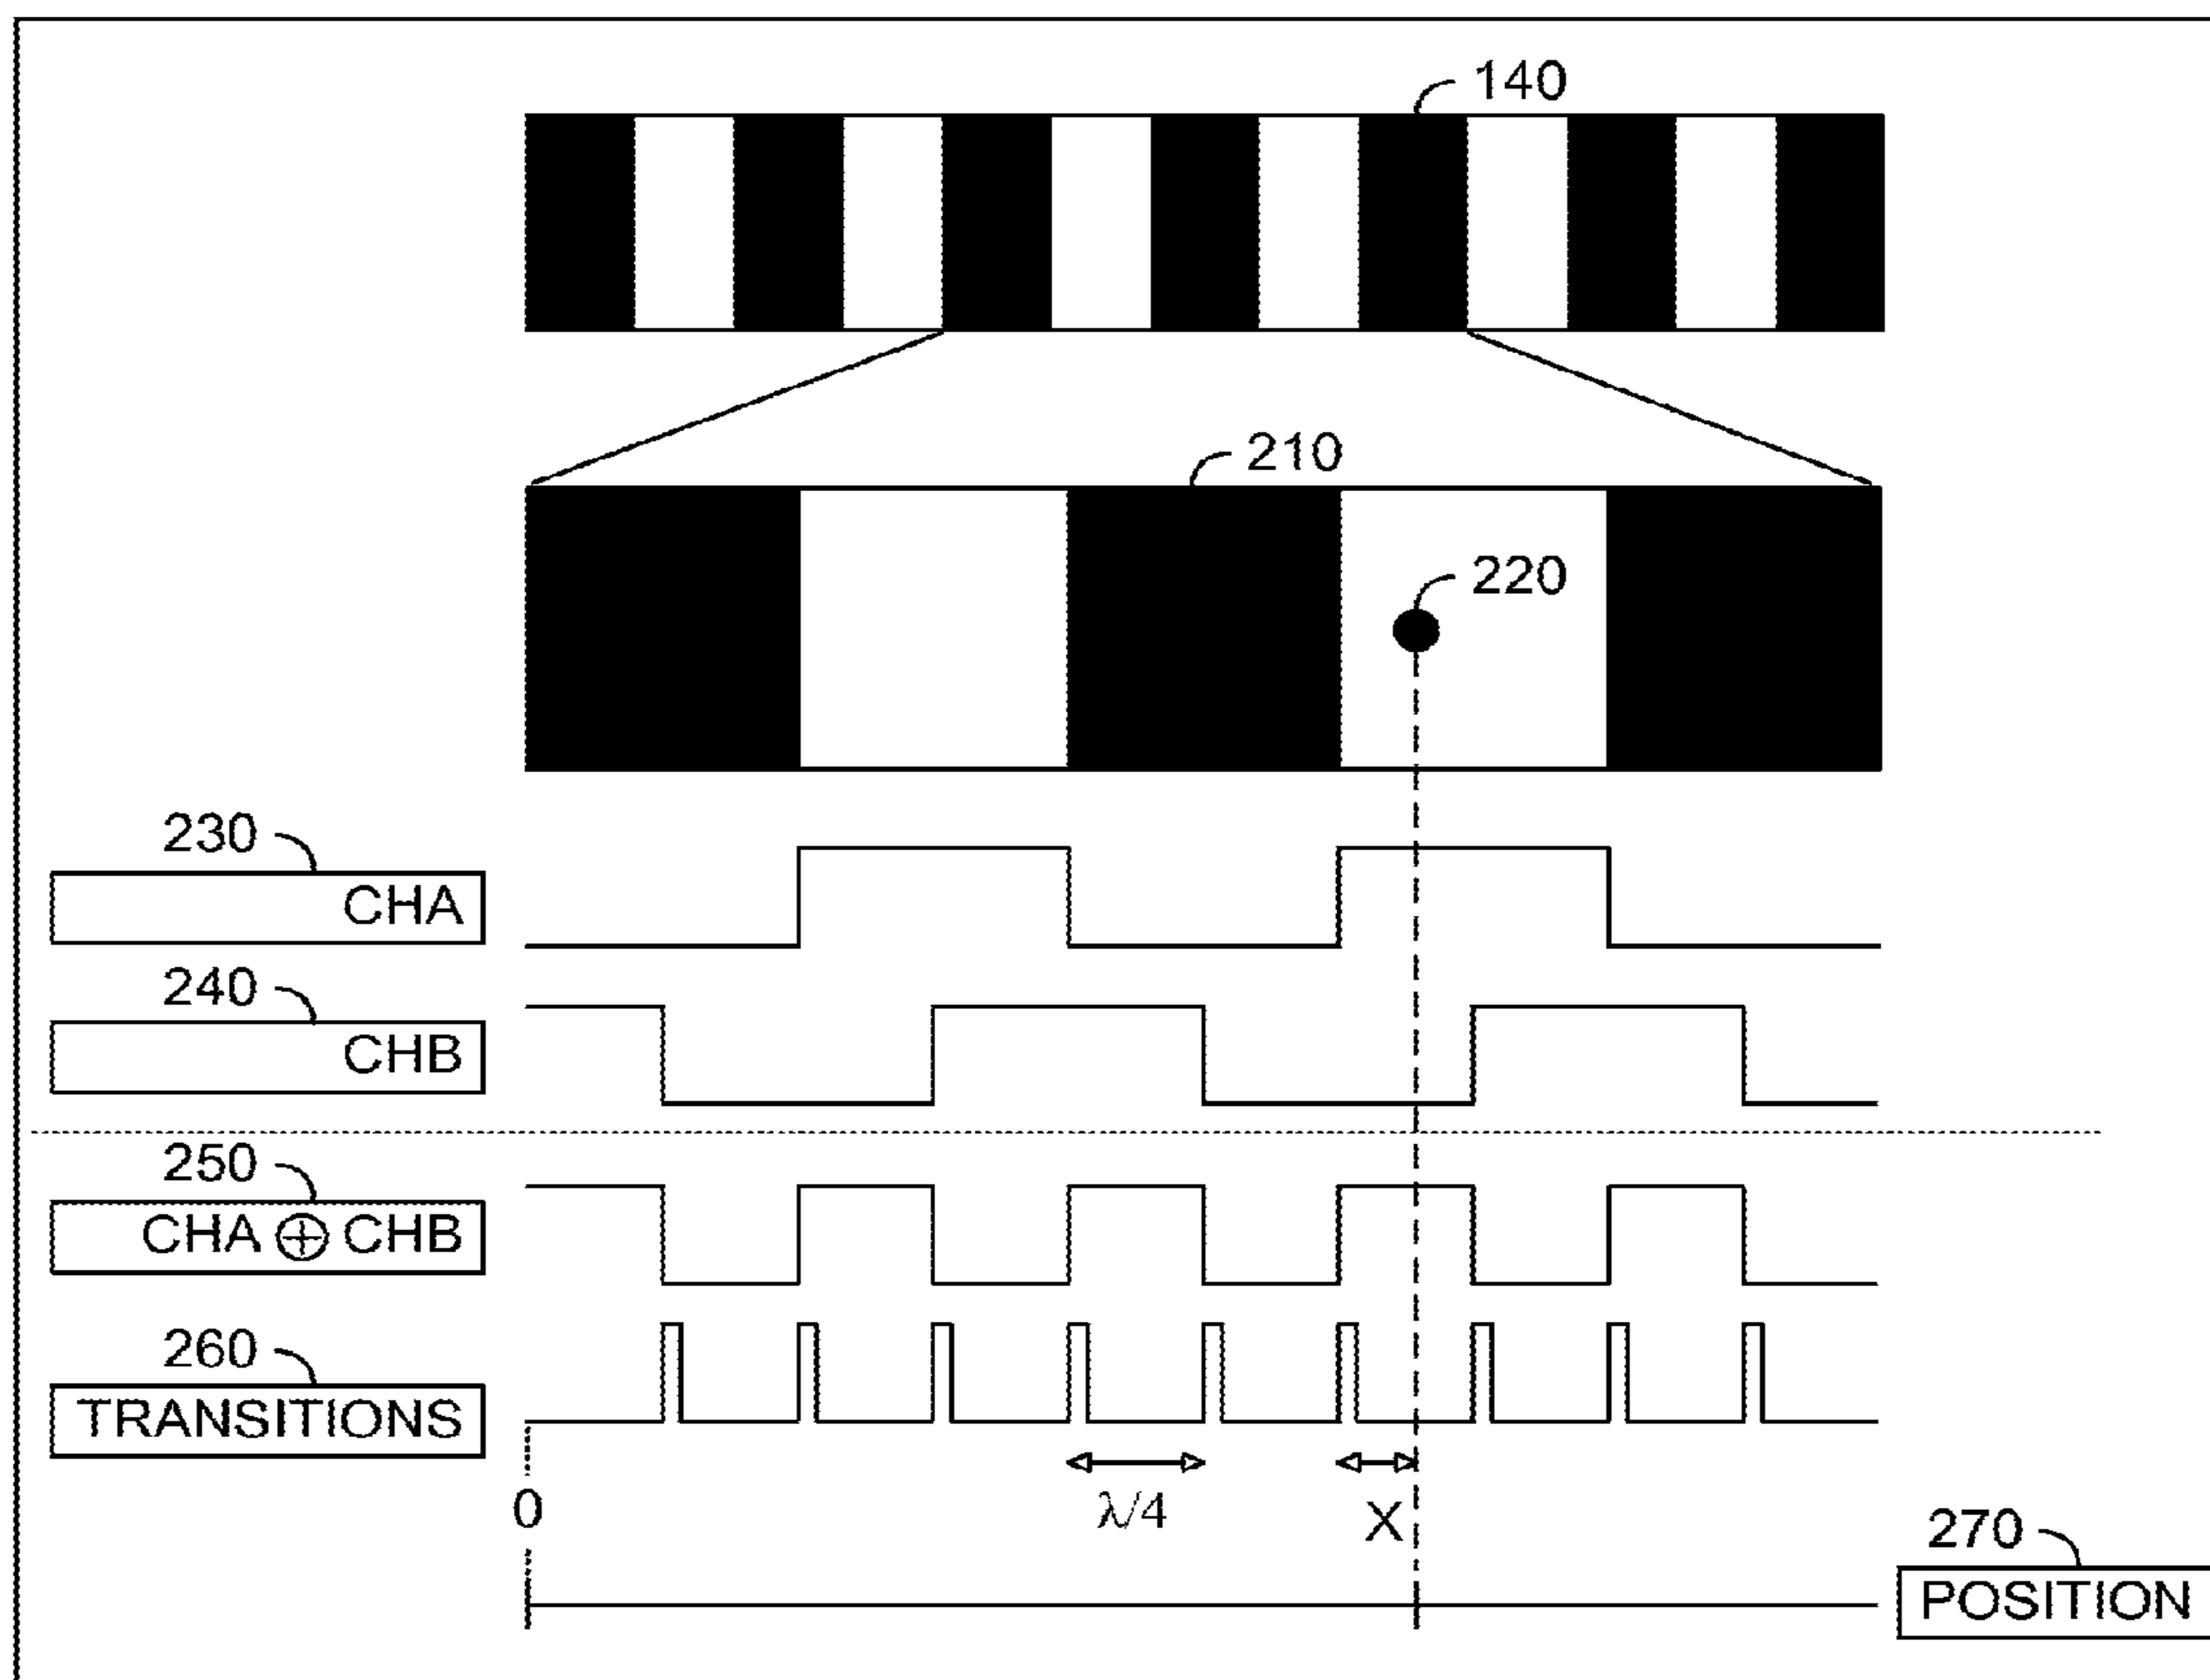 140
210
220
230
CHA
240
CHB
250
CHA ⊕ CHB
260
TRANSITIONS
0
λ/4
X
270
POSITION